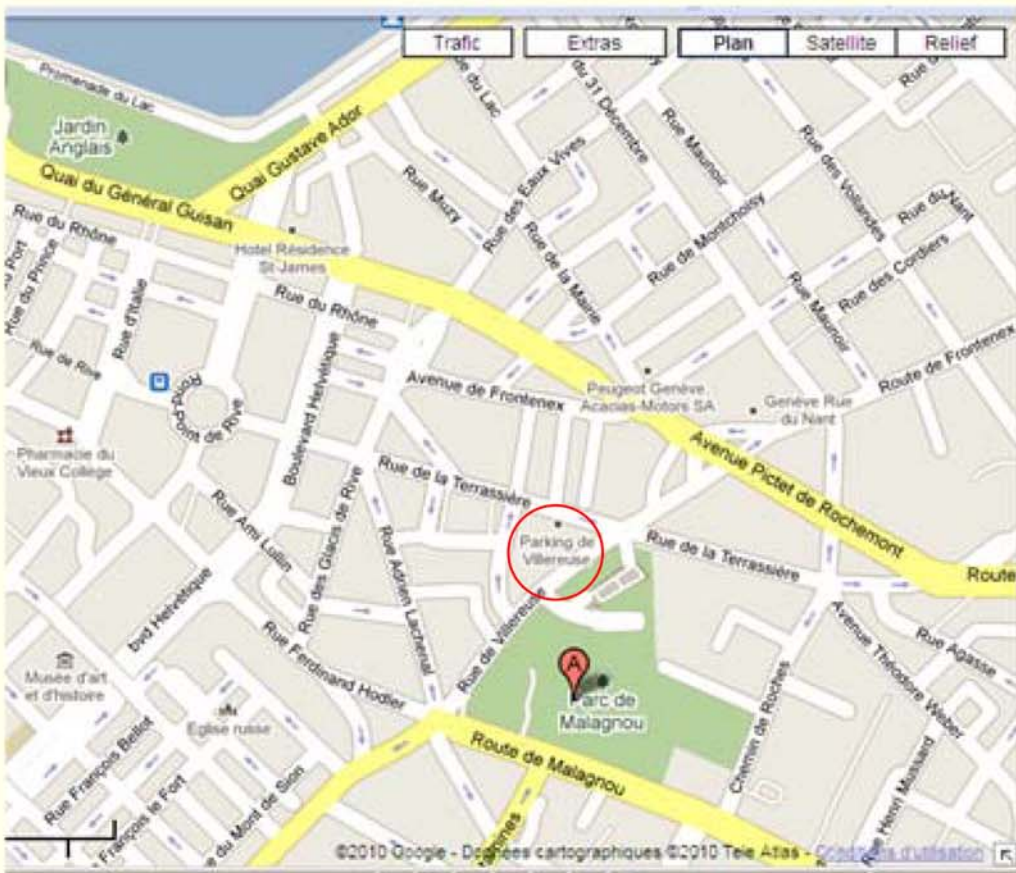 Trafic
Extras
Plan
Satellite
Relief
Promenade du Lac
Jardin
Anglais
Quai Gustave Ador
Quai du Général Guisan
Rue du Lac
du 31 Décembre
Rue Maunoir
Rue des Vollandes
Rue du Nant
Rue des Eaux Vives
Rue Muzy
Rue de Montchoisy
Rue des Cordiers
Rue du Rhône
Hotel Résidence
St-James
Rue de la Mairie
Rue Maunoir
du Port
Rue du Prince
Rue d'Italie
Rue du Rhône
Route de Frontenex
Rue de Rive
Rond-Point de Rive
Boulevard Helvétique
Avenue de Frontenex
Peugeot Genève
Acacias-Motors SA
Genève Rue
du Nant
Pharmacie du
Vieux Collège
Avenue Pictet de Rochemont
Rue de la Terrassière
Rue Ami Lullin
Rue des Glacis de Rive
Rue Adrien Lachenal
Parking de
Villereuse
Rue de la Terrassière
Route
bvd Helvétique
Rue de Villereuse
Rue Ferdinand Hodler
Avenue Théodore Weber
Rue Agasse
Musée d'art
et d'histoire
A
Parc de
Malagnou
Chemin de Roches
Eglise russe
Route de Malagnou
Rue François Bellot
François le Fort
Rue du Mont de Sion
Rue Henri Mussard
©2010 Google - Données cartographiques ©2010 Tele Atlas - Conditions d'utilisation